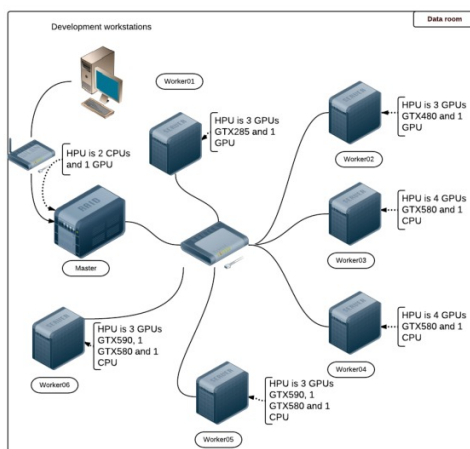 Data room
Development workstations
Worker01
HPU is 3 GPUs
GTX285 and 1
GPU
HPU is 3 GPUs
GTX480 and 1
GPU
Worker02
HPU is 2 CPUs
and 1 GPU
Master
HPU is 4 GPUs
GTX580 and 1
CPU
Worker03
HPU is 4 GPUs
GTX580 and 1
CPU
Worker04
HPU is 3 GPUs
GTX590, 1
GTX580 and 1
CPU
Worker06
HPU is 3 GPUs
GTX590, 1
GTX580 and 1
CPU
Worker05